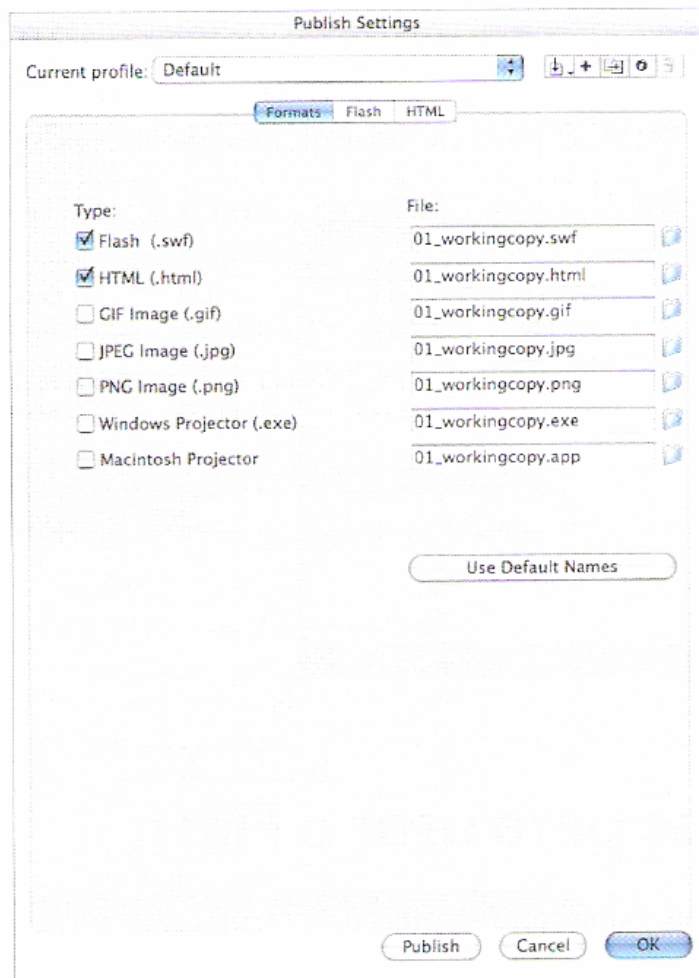 Publish Settings
Current profile: Default
Formats Flash HTML
Type: File:
Flash (.swf) 01_workingcopy.swf
HTML (.html) 01_workingcopy.html
GIF Image (.gif) 01_workingcopy.gif
JPEG Image (.jpg) 01_workingcopy.jpg
PNG Image (.png) 01_workingcopy.png
Windows Projector (.exe) 01_workingcopy.exe
Macintosh Projector 01_workingcopy.app
Use Default Names
Publish Cancel OK